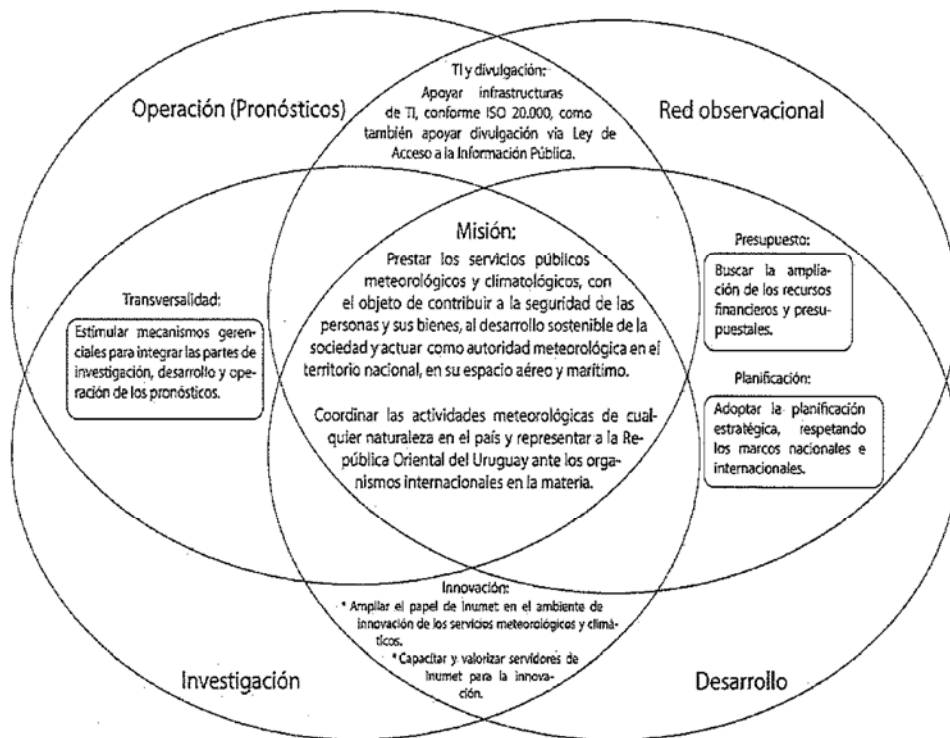 TI y divulgación:
Apoyar infraestructuras
de TI, conforme ISO 20.000, como
también apoyar divulgación via Ley de
Acceso a la Información Pública.
Operación (Pronósticos)
Red observacional
Misión:
Prestar los servicios públicos
meteorológicos y climatológicos, con
el objeto de contribuir a la seguridad de las
personas y sus bienes, al desarrollo sostenible de la
sociedad y actuar como autoridad meteorológica en el
territorio nacional, en su espacio aéreo y marítimo.
Coordinar las actividades meteorológicas de cual-
quier naturaleza en el país y representar a la Re-
pública Oriental del Uruguay ante los orga-
nismos internacionales en la materia.
Transversalidad:
Estimular mecanismos geren-
ciales para integrar las partes de
investigación, desarrollo y ope-
ración de los pronósticos.
Presupuesto:
Buscar la amplia-
ción de los recursos
financieros y presu-
puestales.
Planificación:
Adoptar la planificación
estratégica, respetando
los marcos nacionales e
internacionales.
Innovación:
* Ampliar el papel de Inumet en el ambiente de
innovación de los servicios meteorológicos y climá-
ticos.
* Capacitar y valorizar servidores de
Inumet para la innova-
ción.
Investigación
Desarrollo